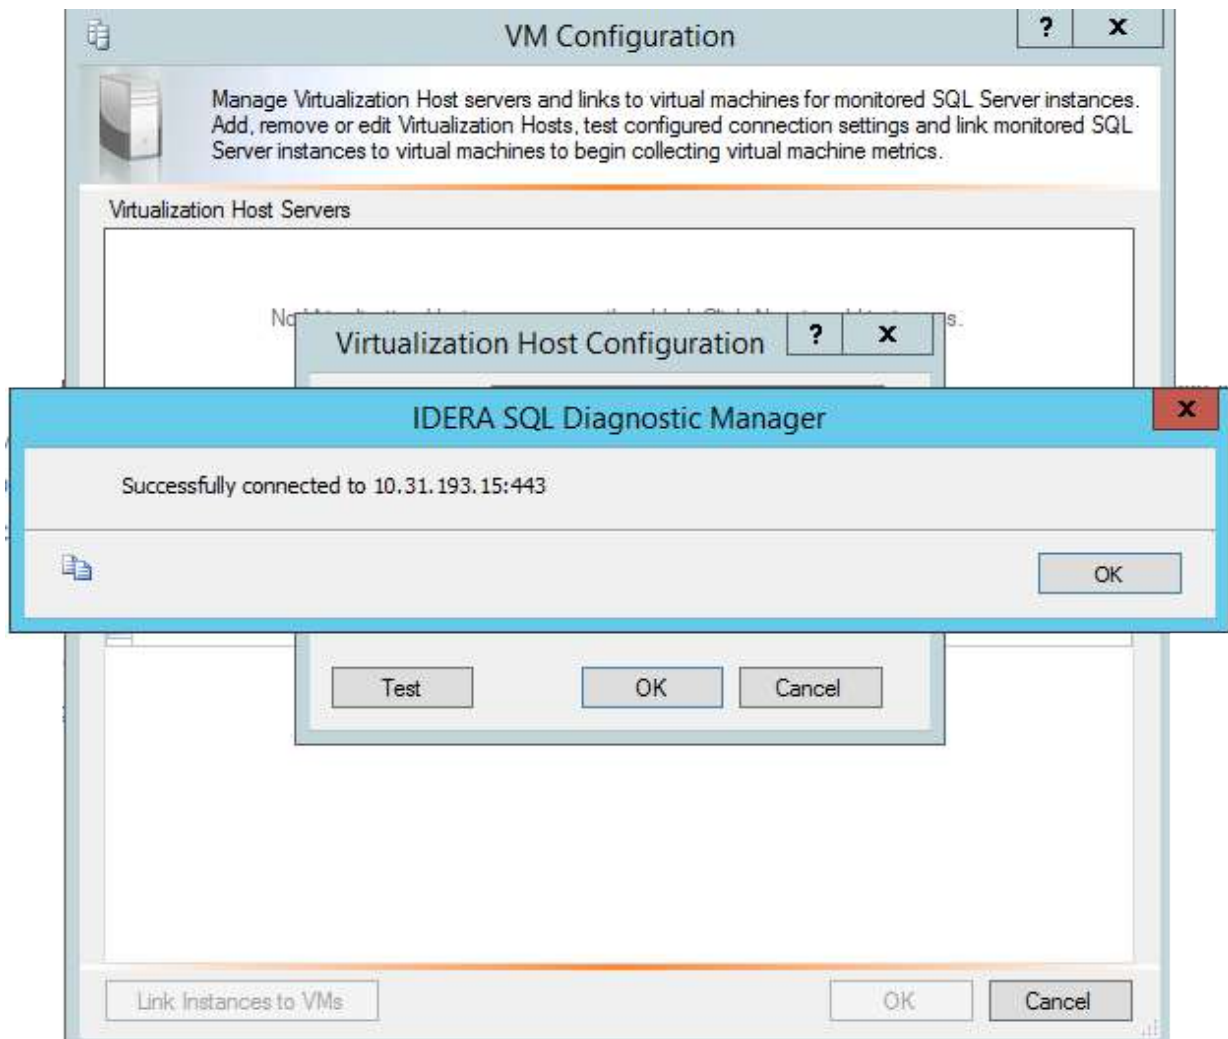 VM Configuration
? x
Manage Virtualization Host servers and links to virtual machines for monitored SQL Server instances.
Add, remove or edit Virtualization Hosts, test configured connection settings and link monitored SQL
Server instances to virtual machines to begin collecting virtual machine metrics.
Virtualization Host Servers
No
s.
Virtualization Host Configuration
? x
IDERA SQL Diagnostic Manager
x
Successfully connected to 10.31.193.15:443
OK
Test OK Cancel
Link Instances to VMs OK Cancel